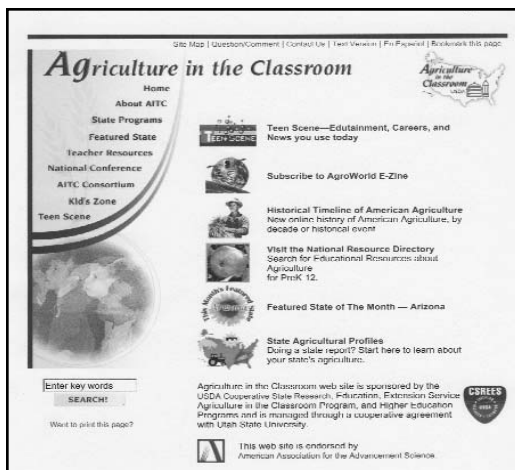 Site Map | Question/Comment | Contact Us | Text Version | En Español | Bookmark this page
Agriculture in the Classroom
Agriculture
in the
Classroom
USDA
Home
About AITC
State Programs
Featured State
Teacher Resources
National Conference
AITC Consortium
Kid's Zone
Teen Scene
TEEN SCENE
Teen Scene—Edutainment, Careers, and
News you use today
Subscribe to AgroWorld E-Zine
Historical Timeline of American Agriculture
New online history of American Agriculture, by
decade or historical event
Visit the National Resource Directory
Search for Educational Resources about
Agriculture
for PreK 12.
This Month's Featured State
Featured State of The Month — Arizona
State Agricultural Profiles
Doing a state report? Start here to learn about
your state's agriculture.
Enter key words
SEARCH!
Want to print this page?
Agriculture in the Classroom web site is sponsored by the
USDA Cooperative State Research, Education, Extension Service
Agriculture in the Classroom Program, and Higher Education
Programs and is managed through a cooperative agreement
with Utah State University.
CSREES
This web site is endorsed by
American Association for the Advancement Science.